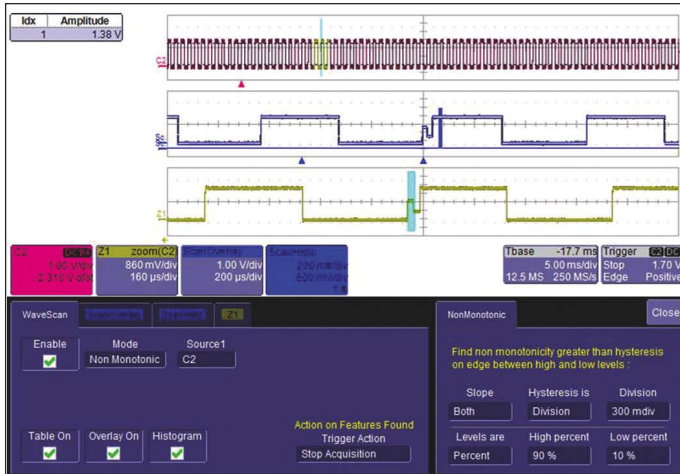 Idx Amplitude
1 1.38 V
C2 DC1M
1.00 V/div
Z1 zoom(C2)
860 mV/div
160 µs/div
1.00 V/div
200 µs/div
Tbase -17.7 ms
5.00 ms/div
12.5 MS 250 MS/s
Trigger C2 DC
Stop 1.70 V
Edge Positive
WaveScan
Z1
Enable
Mode
Non Monotonic
Source1
C2
Table On
Overlay On
Histogram
Action on Features Found
Trigger Action
Stop Acquisition
NonMonotonic
Close
Find non monotonicity greater than hysteresis
on edge between high and low levels :
Slope
Both
Hysteresis is
Division
Division
300 mdiv
Levels are
Percent
High percent
90 %
Low percent
10 %